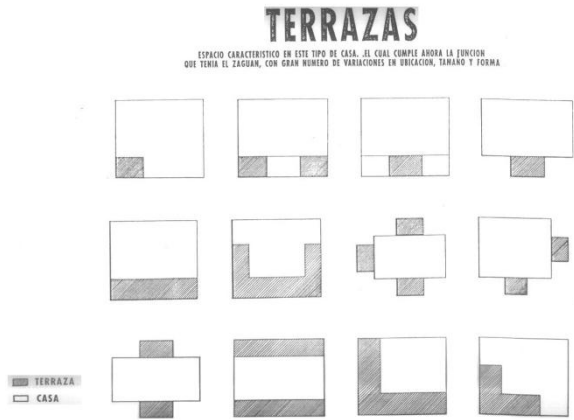 TERRAZAS
ESPACIO CARACTERISTICO EN ESTE TIPO DE CASA. .EL CUAL CUMPLE AHORA LA FUNCION
QUE TENIA EL ZAGUAN, CON GRAN NUMERO DE VARIACIONES EN UBICACION, TAMAÑO Y FORMA
TERRAZA
CASA